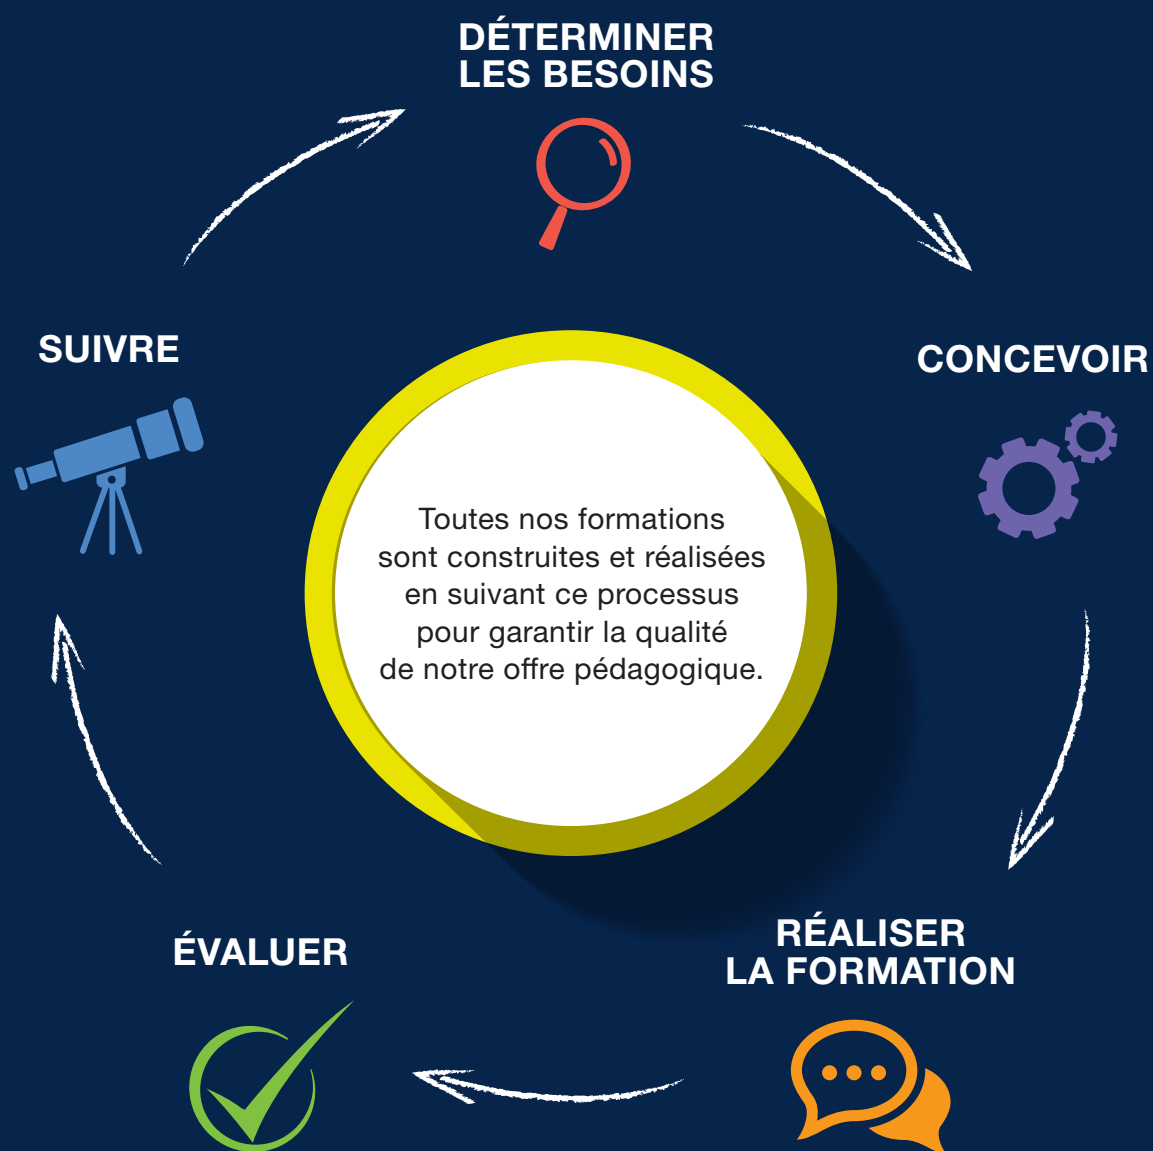 DÉTERMINER
LES BESOINS
SUIVRE
CONCEVOIR
Toutes nos formations
sont construites et réalisées
en suivant ce processus
pour garantir la qualité
de notre offre pédagogique.
ÉVALUER
RÉALISER
LA FORMATION